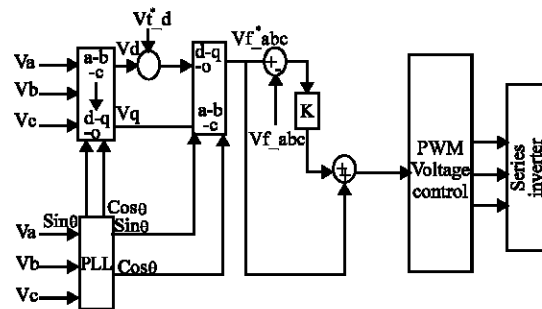 Vt*_d
Va
Vb
Vc
a-b
-c
d-q
-o
Vd
Vq
d-q
-o
a-b
-c
Vf*_abc
+
-
Vf_abc
K
+
+
PWM
Voltage
control
Series
inverter
Sinθ
Cosθ
Sinθ
Cosθ
Va
Vb
Vc
PLL